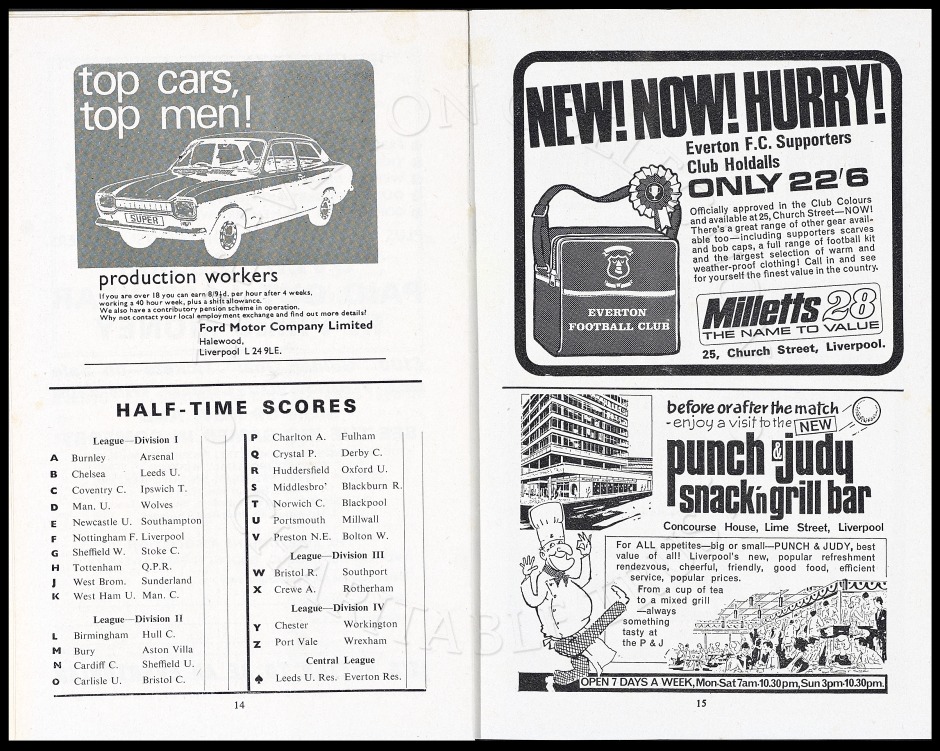 top cars,
top men!
SUPER
production workers
If you are over 18 you can earn 8/9½d. per hour after 4 weeks,
working a 40 hour week, plus a shift allowance.
We also have a contributory pension scheme in operation.
Why not contact your local employment exchange and find out more details?
Ford Motor Company Limited
Halewood,
Liverpool L 24 9LE.
HALF-TIME SCORES
League—Division I
A Burnley Arsenal
B Chelsea Leeds U.
C Coventry C. Ipswich T.
D Man. U. Wolves
E Newcastle U. Southampton
F Nottingham F. Liverpool
G Sheffield W. Stoke C.
H Tottenham Q.P.R.
J West Brom. Sunderland
K West Ham U. Man. C.
League—Division II
L Birmingham Hull C.
M Bury Aston Villa
N Cardiff C. Sheffield U.
O Carlisle U. Bristol C.
P Charlton A. Fulham
Q Crystal P. Derby C.
R Huddersfield Oxford U.
S Middlesbro' Blackburn R.
T Norwich C. Blackpool
U Portsmouth Millwall
V Preston N.E. Bolton W.
League—Division III
W Bristol R. Southport
X Crewe A. Rotherham
League—Division IV
Y Chester Workington
Z Port Vale Wrexham
Central League
♠ Leeds U. Res. Everton Res.
14
NEW! NOW! HURRY!
Everton F.C. Supporters
Club Holdalls
ONLY 22/6
Officially approved in the Club Colours
and available at 25, Church Street—NOW!
There's a great range of other gear avail-
able too—including supporters scarves
and bob caps, a full range of football kit
and the largest selection of warm and
weather-proof clothing! Call in and see
for yourself the finest value in the country.
EVERTON
FOOTBALL CLUB
Milletts 28
THE NAME TO VALUE
25, Church Street, Liverpool.
before or after the match
-enjoy a visit to the NEW
punch & judy
snack'n grill bar
Concourse House, Lime Street, Liverpool
For ALL appetites—big or small—PUNCH & JUDY, best
value of all! Liverpool's new, popular refreshment
rendezvous, cheerful, friendly, good food, efficient
service, popular prices.
From a cup of tea
to a mixed grill
—always
something
tasty at
the P & J
OPEN 7 DAYS A WEEK, Mon-Sat 7am-10.30pm, Sun 3pm-10.30pm.
15